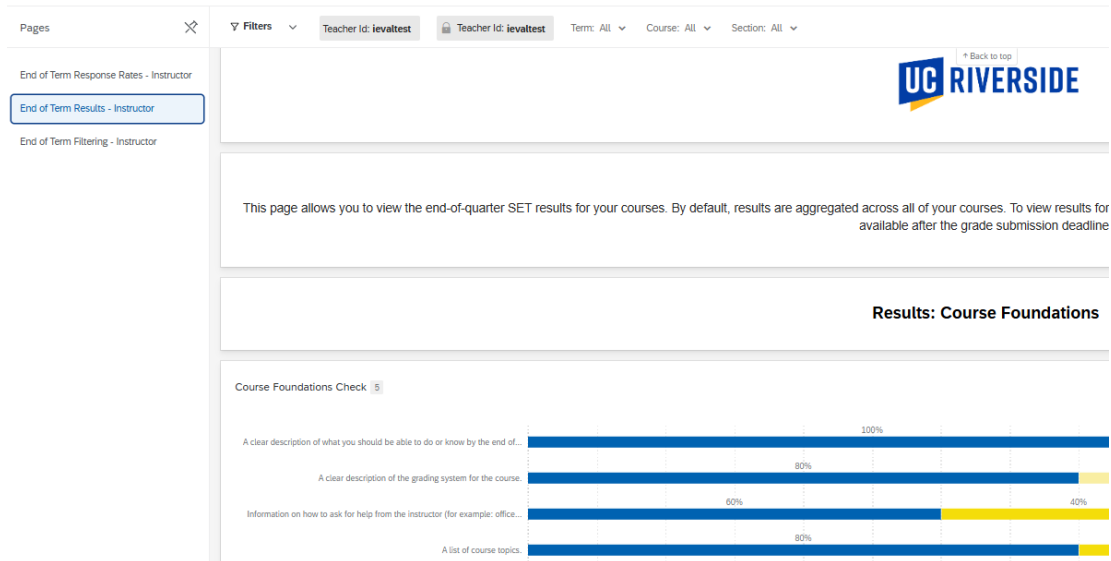 Pages
Filters
Teacher Id: ievaltest
Teacher Id: ievaltest
Term: All
Course: All
Section: All
End of Term Response Rates - Instructor
End of Term Results - Instructor
End of Term Filtering - Instructor
↑ Back to top
UC RIVERSIDE
This page allows you to view the end-of-quarter SET results for your courses. By default, results are aggregated across all of your courses. To view results for
available after the grade submission deadline
Results: Course Foundations
Course Foundations Check 5
100%
A clear description of what you should be able to do or know by the end of...
80%
A clear description of the grading system for the course.
60%
40%
Information on how to ask for help from the instructor (for example: office...
80%
A list of course topics.